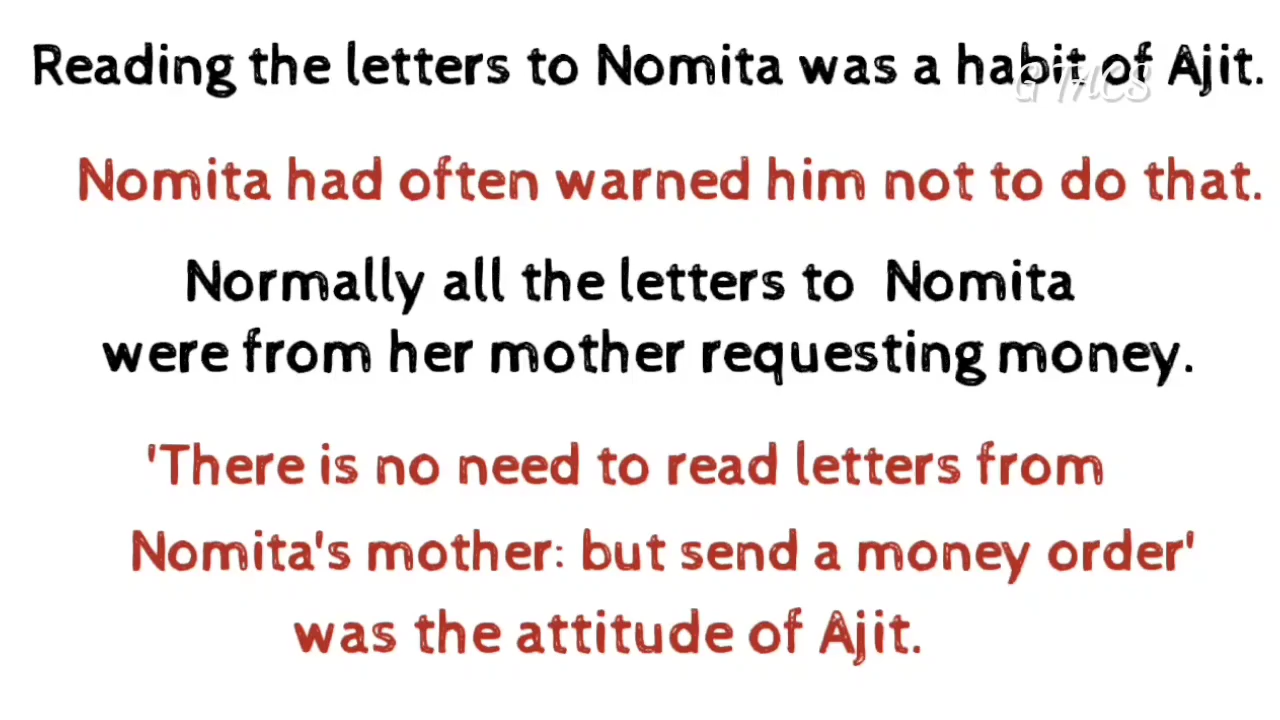 Reading the letters to Nomita was a habit of Ajit.
Nomita had often warned him not to do that.
Normally all the letters to Nomita
were from her mother requesting money.
'There is no need to read letters from
Nomita's mother: but send a money order'
was the attitude of Ajit.